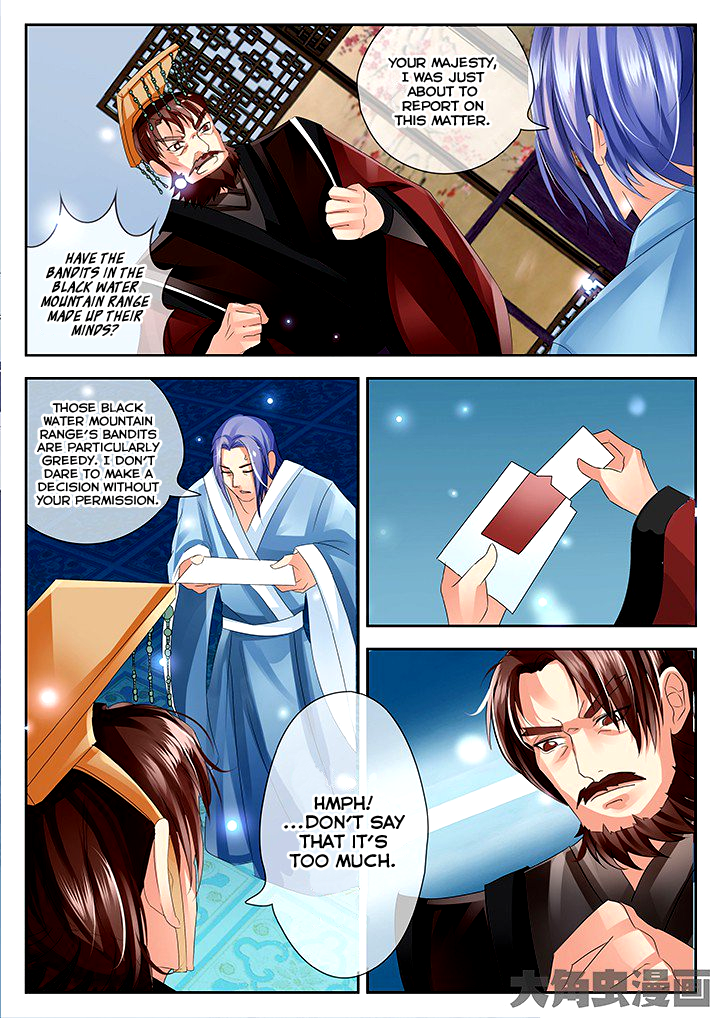 HAVE THE
BANDITS IN THE
BLACK WATER
MOUNTAIN RANGE
MADE UP THEIR
MINDS?
YOUR MAJESTY,
I WAS JUST
ABOUT TO
REPORT ON
THIS MATTER.
THOSE BLACK
WATER MOUNTAIN
RANGE'S BANDITS
ARE PARTICULARLY
GREEDY. I DON'T
DARE TO MAKE A
DECISION WITHOUT
YOUR PERMISSION.
HMPH!
...DON'T SAY
THAT IT'S
TOO MUCH.
大角虫漫画